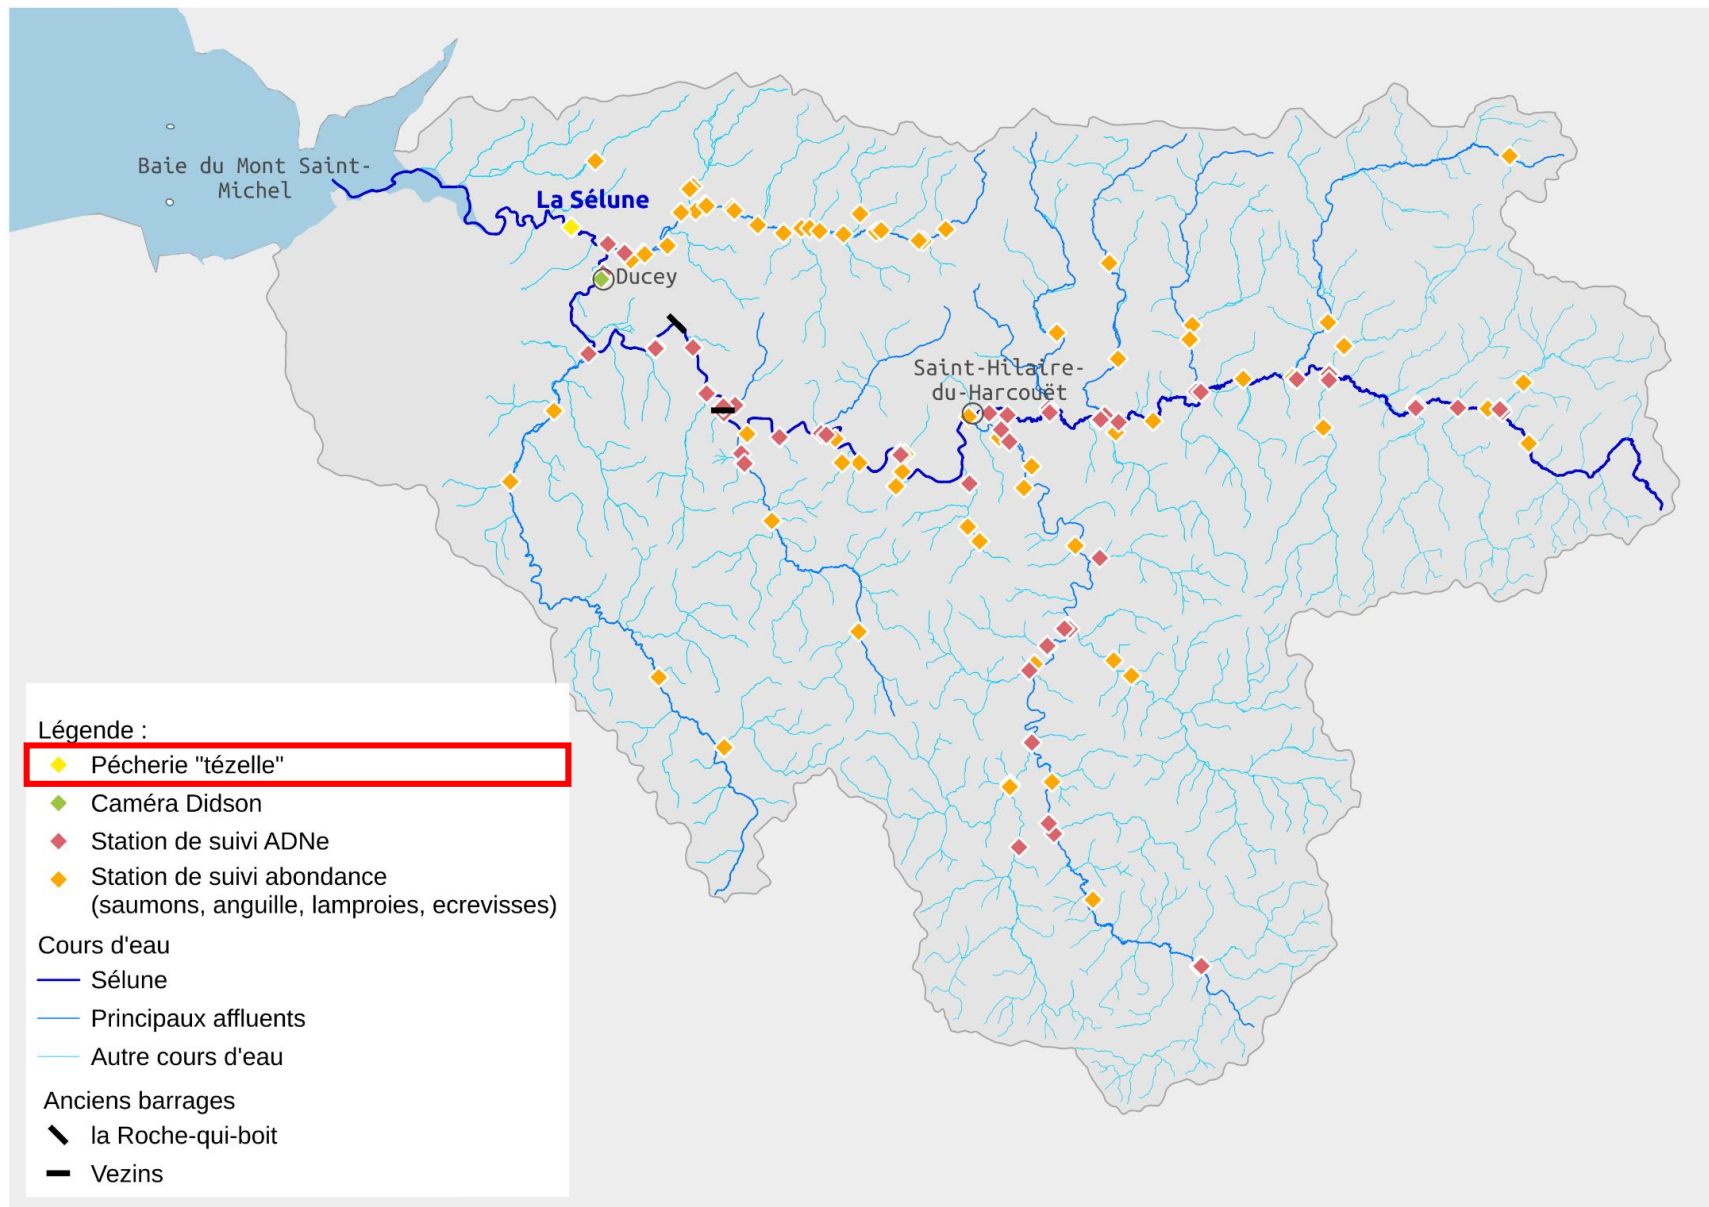 Baie du Mont Saint-
Michel
La Sélune
Ducey
Saint-Hilaire-
du-Harcouët
Légende :
Pécherie "tézelle"
Caméra Didson
Station de suivi ADNe
Station de suivi abondance
(saumons, anguille, lamproies, ecrevisses)
Cours d'eau
Sélune
Principaux affluents
Autre cours d'eau
Anciens barrages
la Roche-qui-boit
Vezins